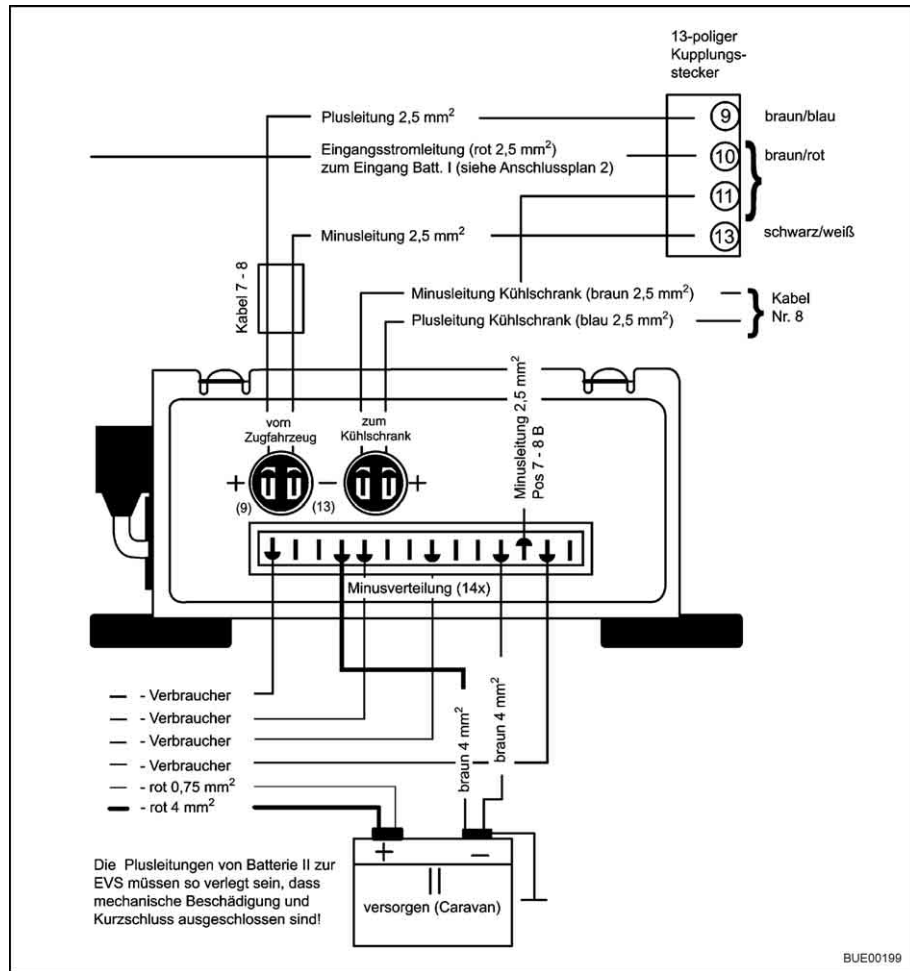 13-poliger
Kupplungs-
stecker
Plusleitung 2,5 mm²
9
braun/blau
Eingangsstromleitung (rot 2,5 mm²)
zum Eingang Batt. I (siehe Anschlussplan 2)
10
braun/rot
11
Minusleitung 2,5 mm²
13
schwarz/weiß
Kabel 7 - 8
Minusleitung Kühlschrank (braun 2,5 mm²)
Plusleitung Kühlschrank (blau 2,5 mm²)
Kabel
Nr. 8
Minusleitung 2,5 mm²
Pos 7 - 8 B
vom
Zugfahrzeug
zum
Kühlschrank
+
(9)
(13)
−
+
Minusverteilung (14x)
- Verbraucher
- Verbraucher
- Verbraucher
- Verbraucher
- rot 0,75 mm²
- rot 4 mm²
braun 4 mm²
braun 4 mm²
+
−
II
versorgen (Caravan)
Die Plusleitungen von Batterie II zur
EVS müssen so verlegt sein, dass
mechanische Beschädigung und
Kurzschluss ausgeschlossen sind!
BUE00199